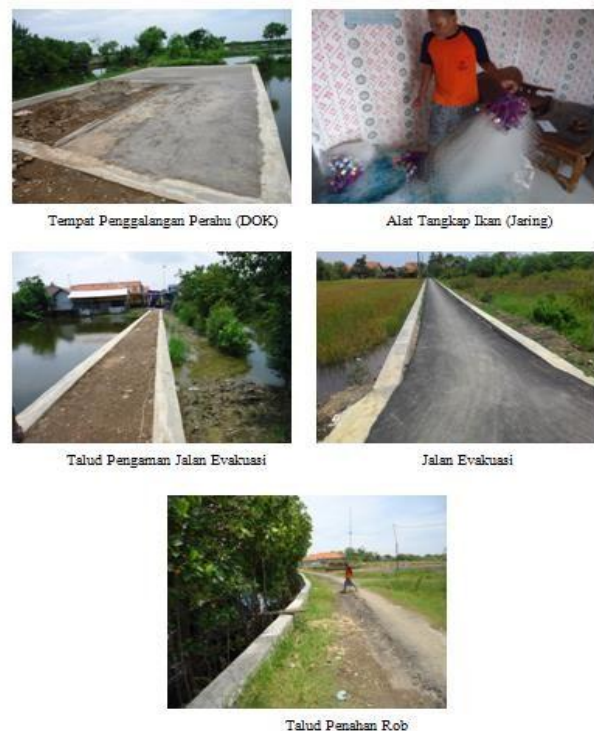 Tempat Penggalangan Perahu (DOK)
Alat Tangkap Ikan (Jaring)
Talud Pengaman Jalan Evakuasi
Jalan Evakuasi
Talud Penahan Rob